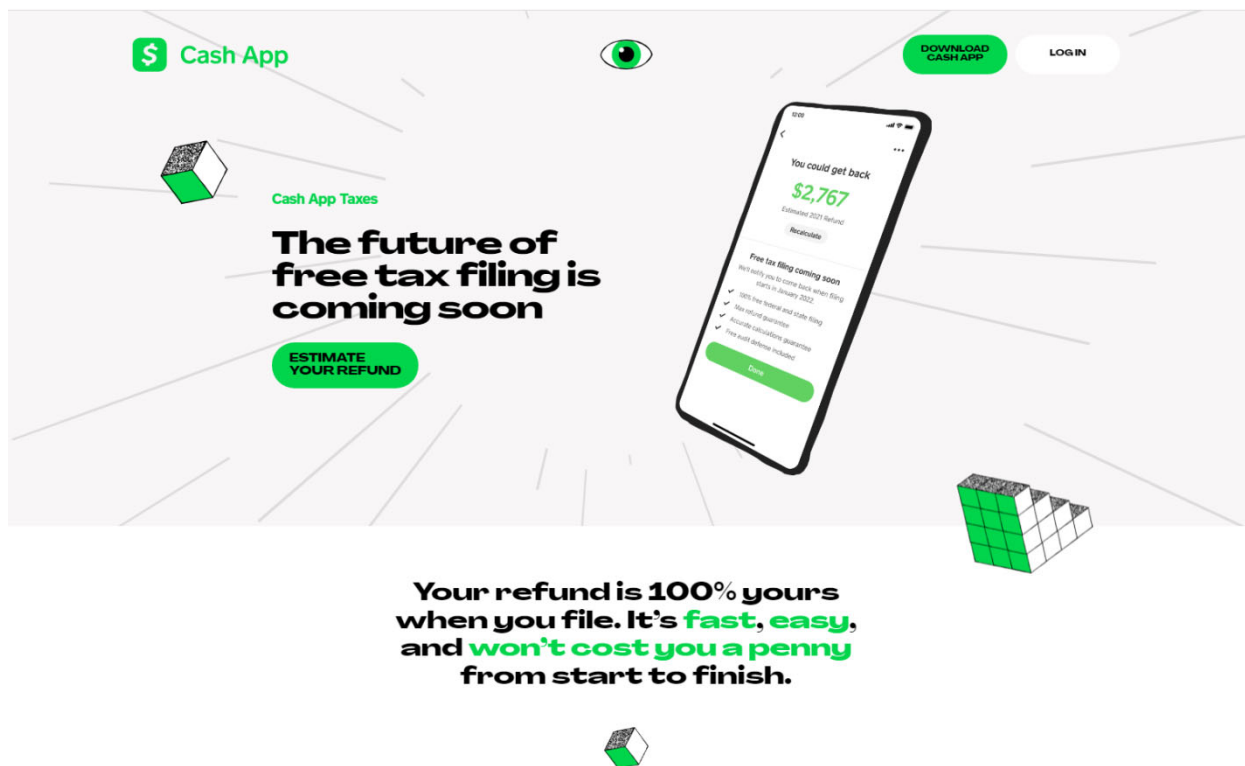 $ Cash App
DOWNLOAD
CASH APP
LOG IN
Cash App Taxes
The future of
free tax filing is
coming soon
ESTIMATE
YOUR REFUND
12:00
You could get back
$2,767
Estimated 2021 Refund
Recalculate
Free tax filing coming soon
We'll notify you to come back when filing
starts in January 2022.
100% free federal and state filing
Max refund guarantee
Accurate calculations guarantee
Free audit defense included
Done
Your refund is 100% yours
when you file. It's fast, easy,
and won't cost you a penny
from start to finish.